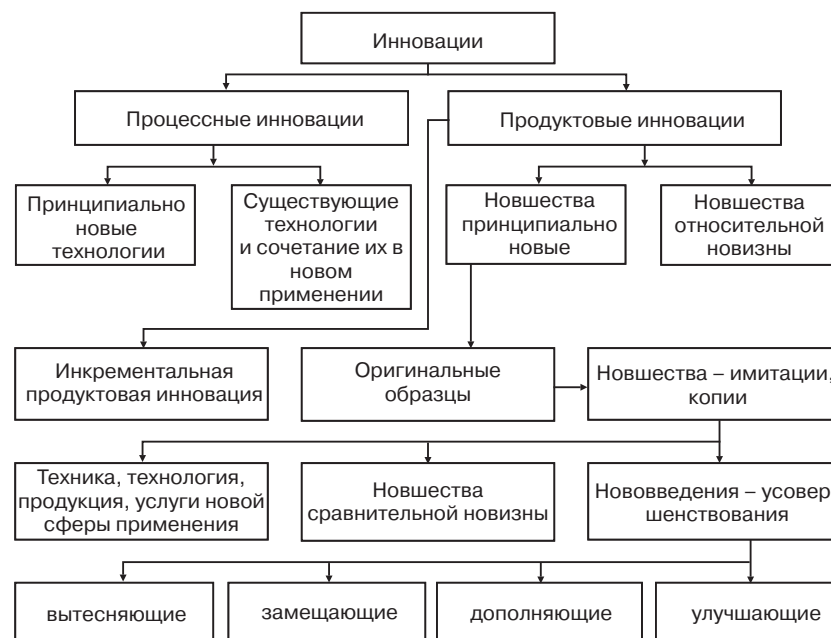 Инновации
Процессные инновации
Продуктовые инновации
Принципиально
новые
технологии
Существующие
технологии
и сочетание их в
новом
применении
Новшества
принципиально
новые
Новшества
относительной
новизны
Инкрементальная
продуктовая инновация
Оригинальные
образцы
Новшества – имитации,
копии
Техника, технология,
продукция, услуги новой
сферы применения
Новшества
сравнительной новизны
Нововведения – усовер
шенствования
вытесняющие
замещающие
дополняющие
улучшающие